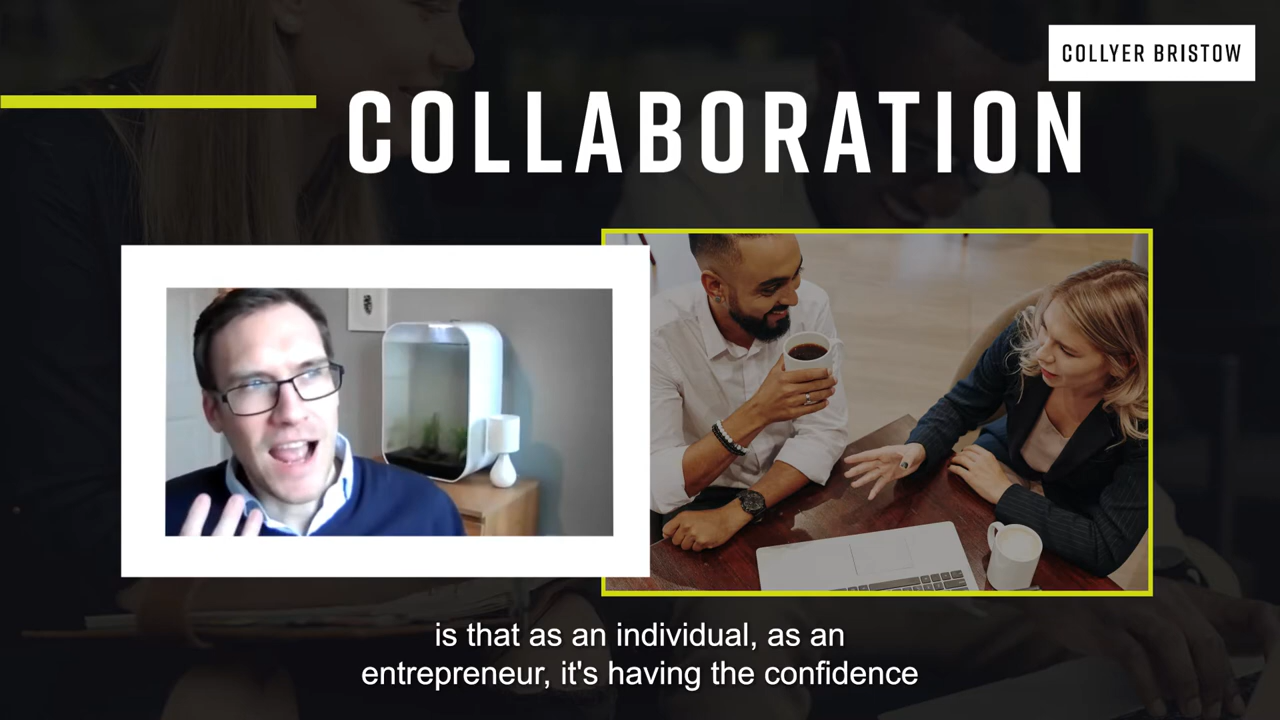 COLLYER BRISTOW
COLLABORATION
is that as an individual, as an
entrepreneur, it's having the confidence